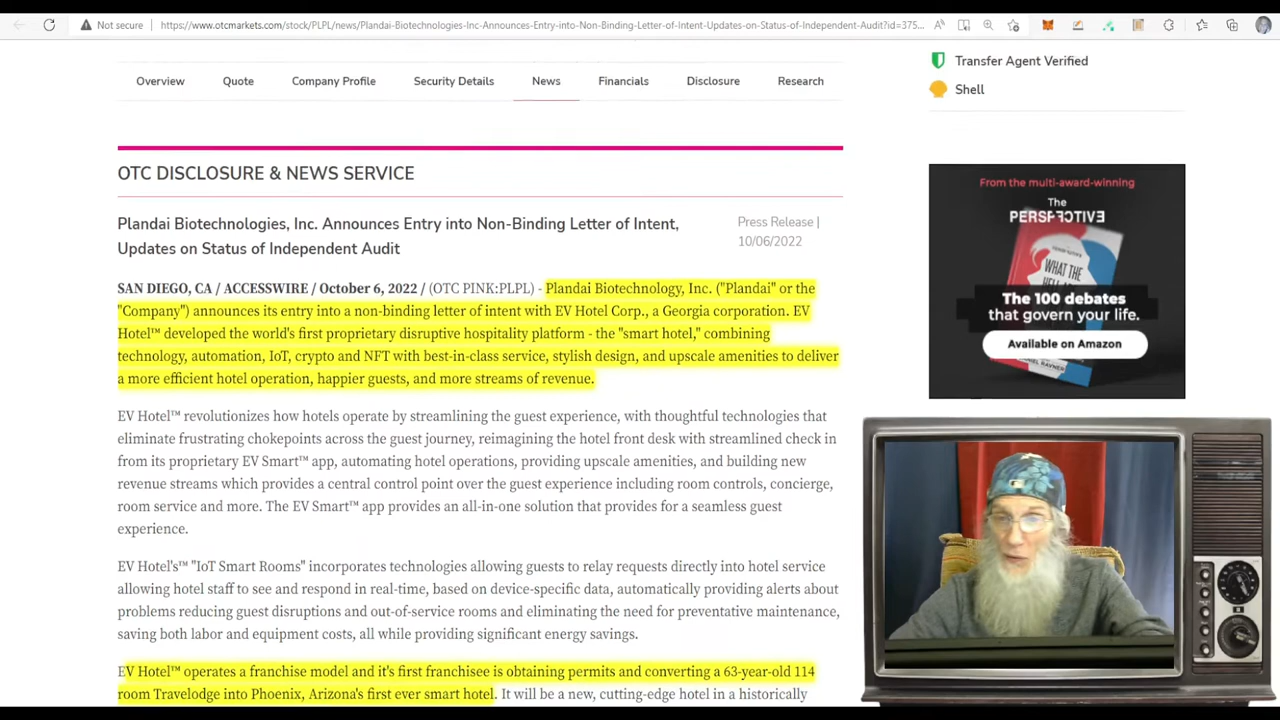 Not secure
https://www.otcmarkets.com/stock/PLPL/news/Plandai-Biotechnologies-Inc-Announces-Entry-into-Non-Binding-Letter-of-Intent-Updates-on-Status-of-Independent-Audit?id=375...
Overview Quote Company Profile Security Details News Financials Disclosure Research
Transfer Agent Verified
Shell
OTC DISCLOSURE & NEWS SERVICE
Plandai Biotechnologies, Inc. Announces Entry into Non-Binding Letter of Intent,
Updates on Status of Independent Audit
Press Release |
10/06/2022
SAN DIEGO, CA / ACCESSWIRE / October 6, 2022 / (OTC PINK:PLPL) - Plandai Biotechnology, Inc. ("Plandai" or the
"Company") announces its entry into a non-binding letter of intent with EV Hotel Corp., a Georgia corporation. EV
Hotel™ developed the world's first proprietary disruptive hospitality platform - the "smart hotel," combining
technology, automation, IoT, crypto and NFT with best-in-class service, stylish design, and upscale amenities to deliver
a more efficient hotel operation, happier guests, and more streams of revenue.
EV Hotel™ revolutionizes how hotels operate by streamlining the guest experience, with thoughtful technologies that
eliminate frustrating chokepoints across the guest journey, reimagining the hotel front desk with streamlined check in
from its proprietary EV Smart™ app, automating hotel operations, providing upscale amenities, and building new
revenue streams which provides a central control point over the guest experience including room controls, concierge,
room service and more. The EV Smart™ app provides an all-in-one solution that provides for a seamless guest
experience.
EV Hotel's™ "IoT Smart Rooms" incorporates technologies allowing guests to relay requests directly into hotel service
allowing hotel staff to see and respond in real-time, based on device-specific data, automatically providing alerts about
problems reducing guest disruptions and out-of-service rooms and eliminating the need for preventative maintenance,
saving both labor and equipment costs, all while providing significant energy savings.
EV Hotel™ operates a franchise model and it's first franchisee is obtaining permits and converting a 63-year-old 114
room Travelodge into Phoenix, Arizona's first ever smart hotel. It will be a new, cutting-edge hotel in a historically
From the multi-award-winning
The
PERSPECTIVE
WHAT THE
The 100 debates
that govern your life.
Available on Amazon